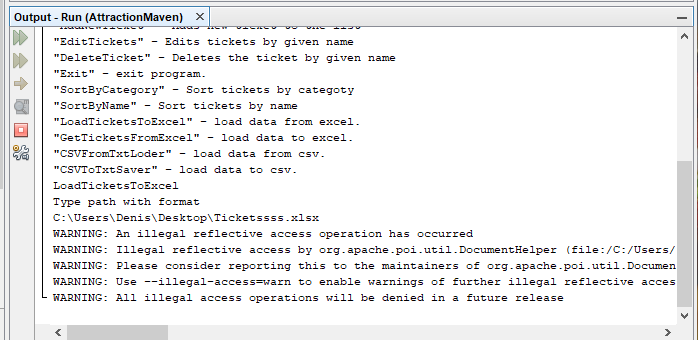 Output - Run (AttractionMaven)
"EditTickets" - Edits tickets by given name
"DeleteTicket" - Deletes the ticket by given name
"Exit" - exit program.
"SortByCategory" - Sort tickets by categoty
"SortByName" - Sort tickets by name
"LoadTicketsToExcel" - load data from excel.
"GetTicketsFromExcel" - load data to excel.
"CSVFromTxtLoder" - load data from csv.
"CSVToTxtSaver" - load data to csv.
LoadTicketsToExcel
Type path with format
C:\Users\Denis\Desktop\Ticketssss.xlsx
WARNING: An illegal reflective access operation has occurred
WARNING: Illegal reflective access by org.apache.poi.util.DocumentHelper (file:/C:/Users/
WARNING: Please consider reporting this to the maintainers of org.apache.poi.util.Documen
WARNING: Use --illegal-access=warn to enable warnings of further illegal reflective acces
WARNING: All illegal access operations will be denied in a future release